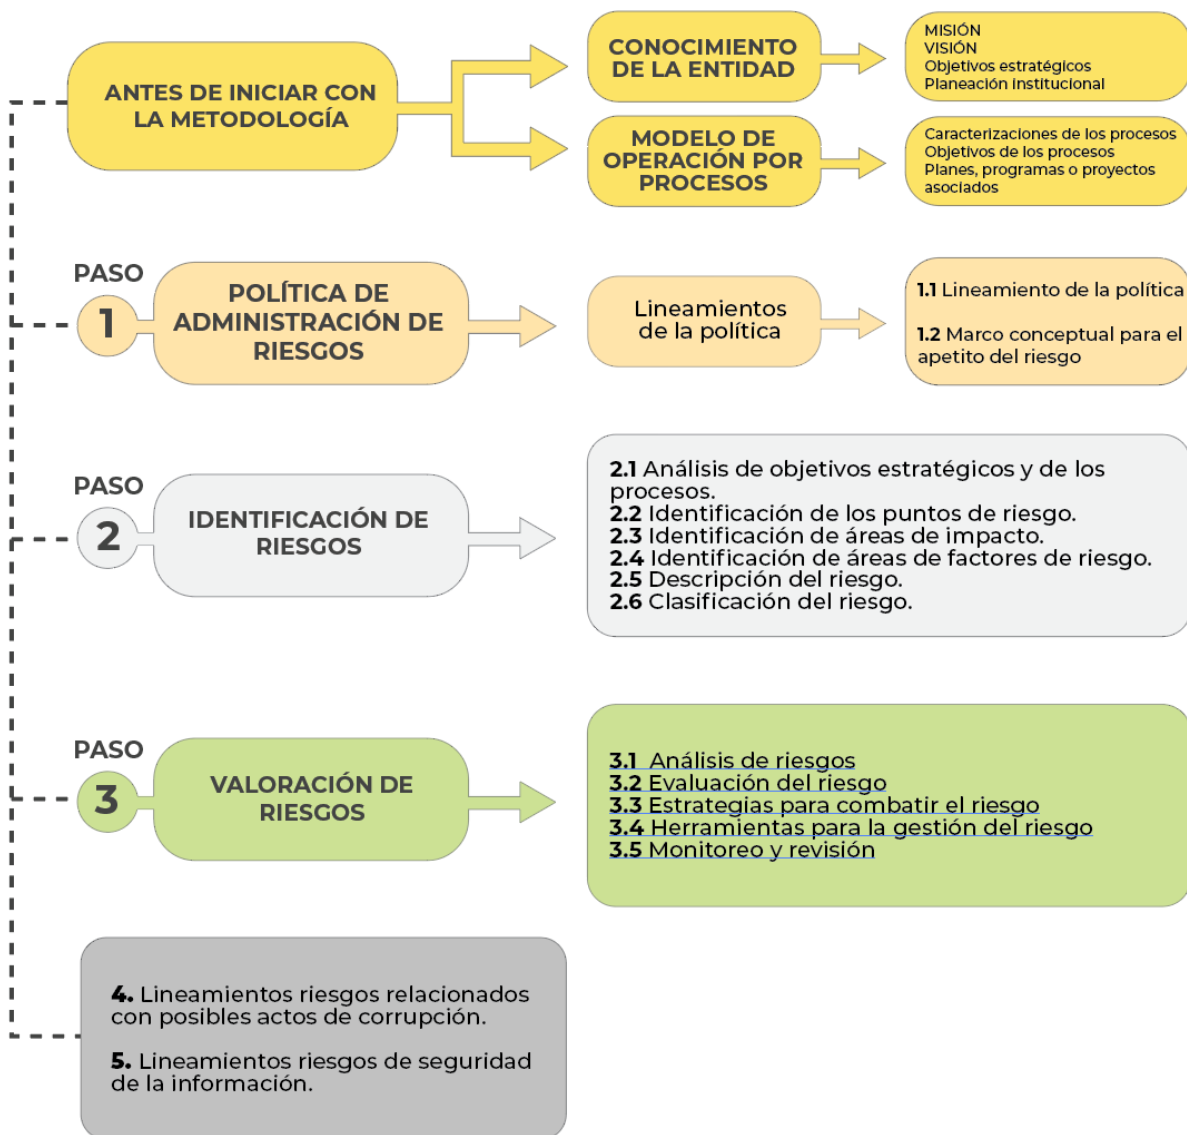 ANTES DE INICIAR CON
LA METODOLOGÍA
CONOCIMIENTO
DE LA ENTIDAD
MISIÓN
VISIÓN
Objetivos estratégicos
Planeación institucional
MODELO DE
OPERACIÓN POR
PROCESOS
Caracterizaciones de los procesos
Objetivos de los procesos
Planes, programas o proyectos
asociados
PASO
1
POLÍTICA DE
ADMINISTRACIÓN DE
RIESGOS
Lineamientos
de la política
1.1 Lineamiento de la política
1.2 Marco conceptual para el
apetito del riesgo
PASO
2
IDENTIFICACIÓN DE
RIESGOS
2.1 Análisis de objetivos estratégicos y de los
procesos.
2.2 Identificación de los puntos de riesgo.
2.3 Identificación de áreas de impacto.
2.4 Identificación de áreas de factores de riesgo.
2.5 Descripción del riesgo.
2.6 Clasificación del riesgo.
PASO
3
VALORACIÓN DE
RIESGOS
3.1 Análisis de riesgos
3.2 Evaluación del riesgo
3.3 Estrategias para combatir el riesgo
3.4 Herramientas para la gestión del riesgo
3.5 Monitoreo y revisión
4. Lineamientos riesgos relacionados
con posibles actos de corrupción.
5. Lineamientos riesgos de seguridad
de la información.